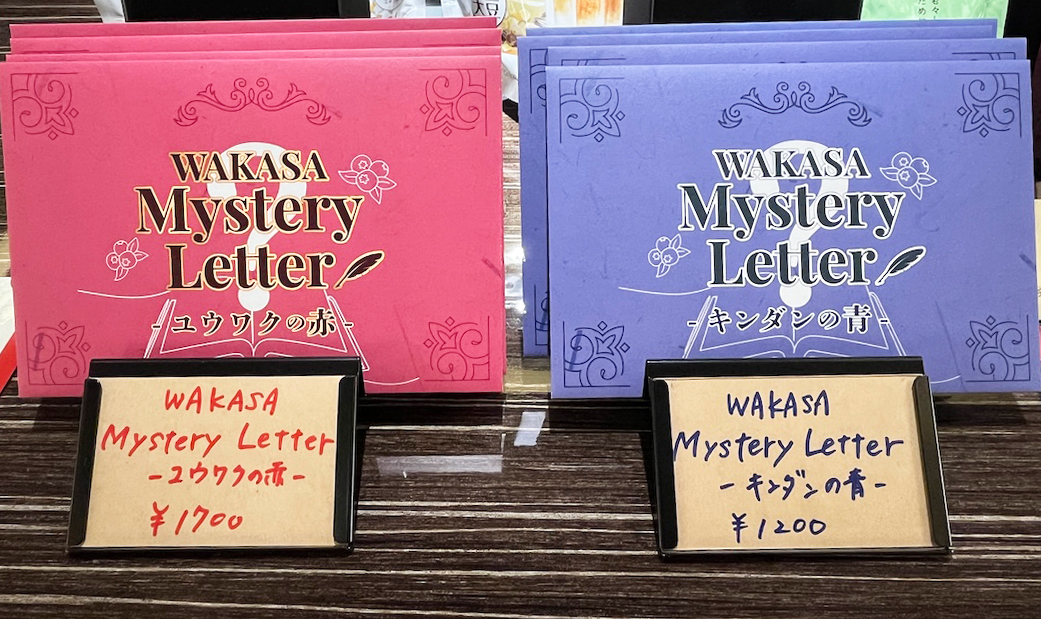 大豆
WAKASA
Mystery
Letter
-ユウワクの赤-
WAKASA
Mystery
Letter
-キンダンの青-
WAKASA
Mystery Letter
-ユウワクの赤-
¥1700
WAKASA
Mystery Letter
-キンダンの青-
¥1200